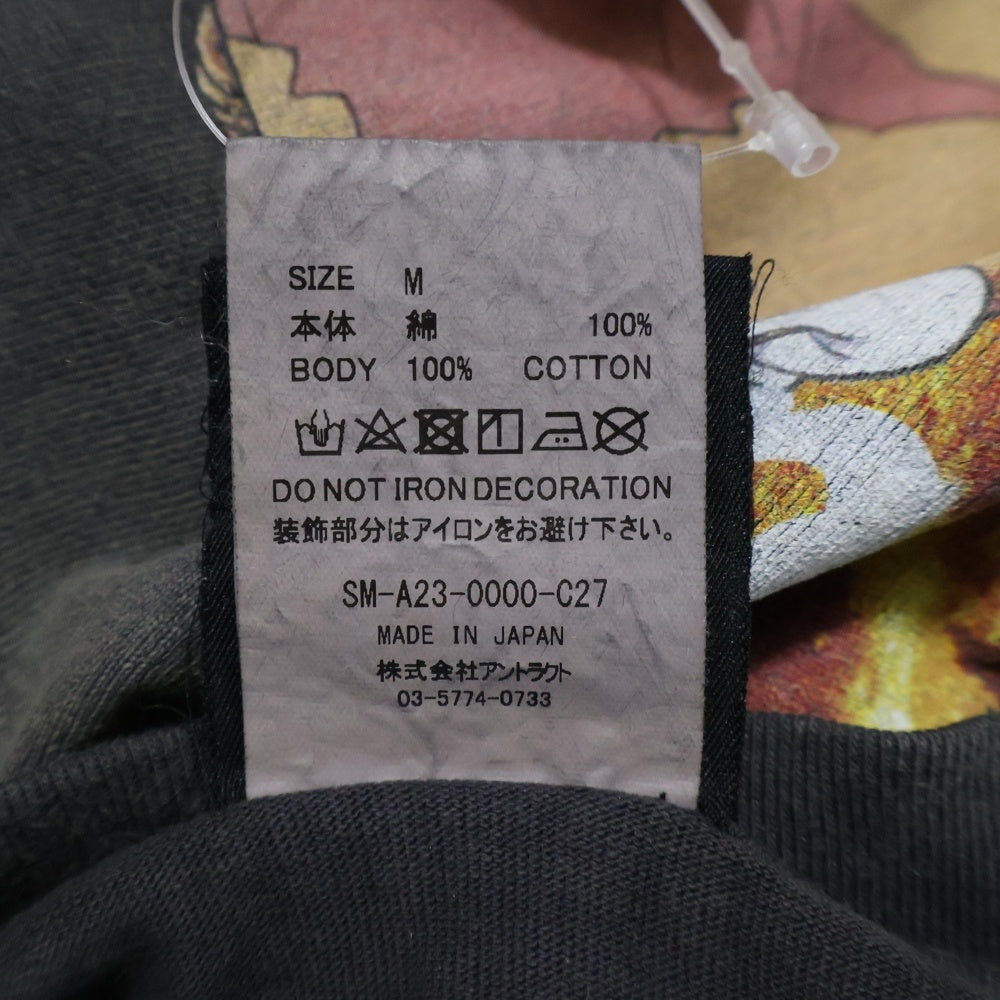 SIZE M
本体 綿 100%
BODY 100% COTTON
DO NOT IRON DECORATION
装飾部分はアイロンをお避け下さい。
SM-A23-0000-C27
MADE IN JAPAN
株式会社アントラクト
03-5774-0733